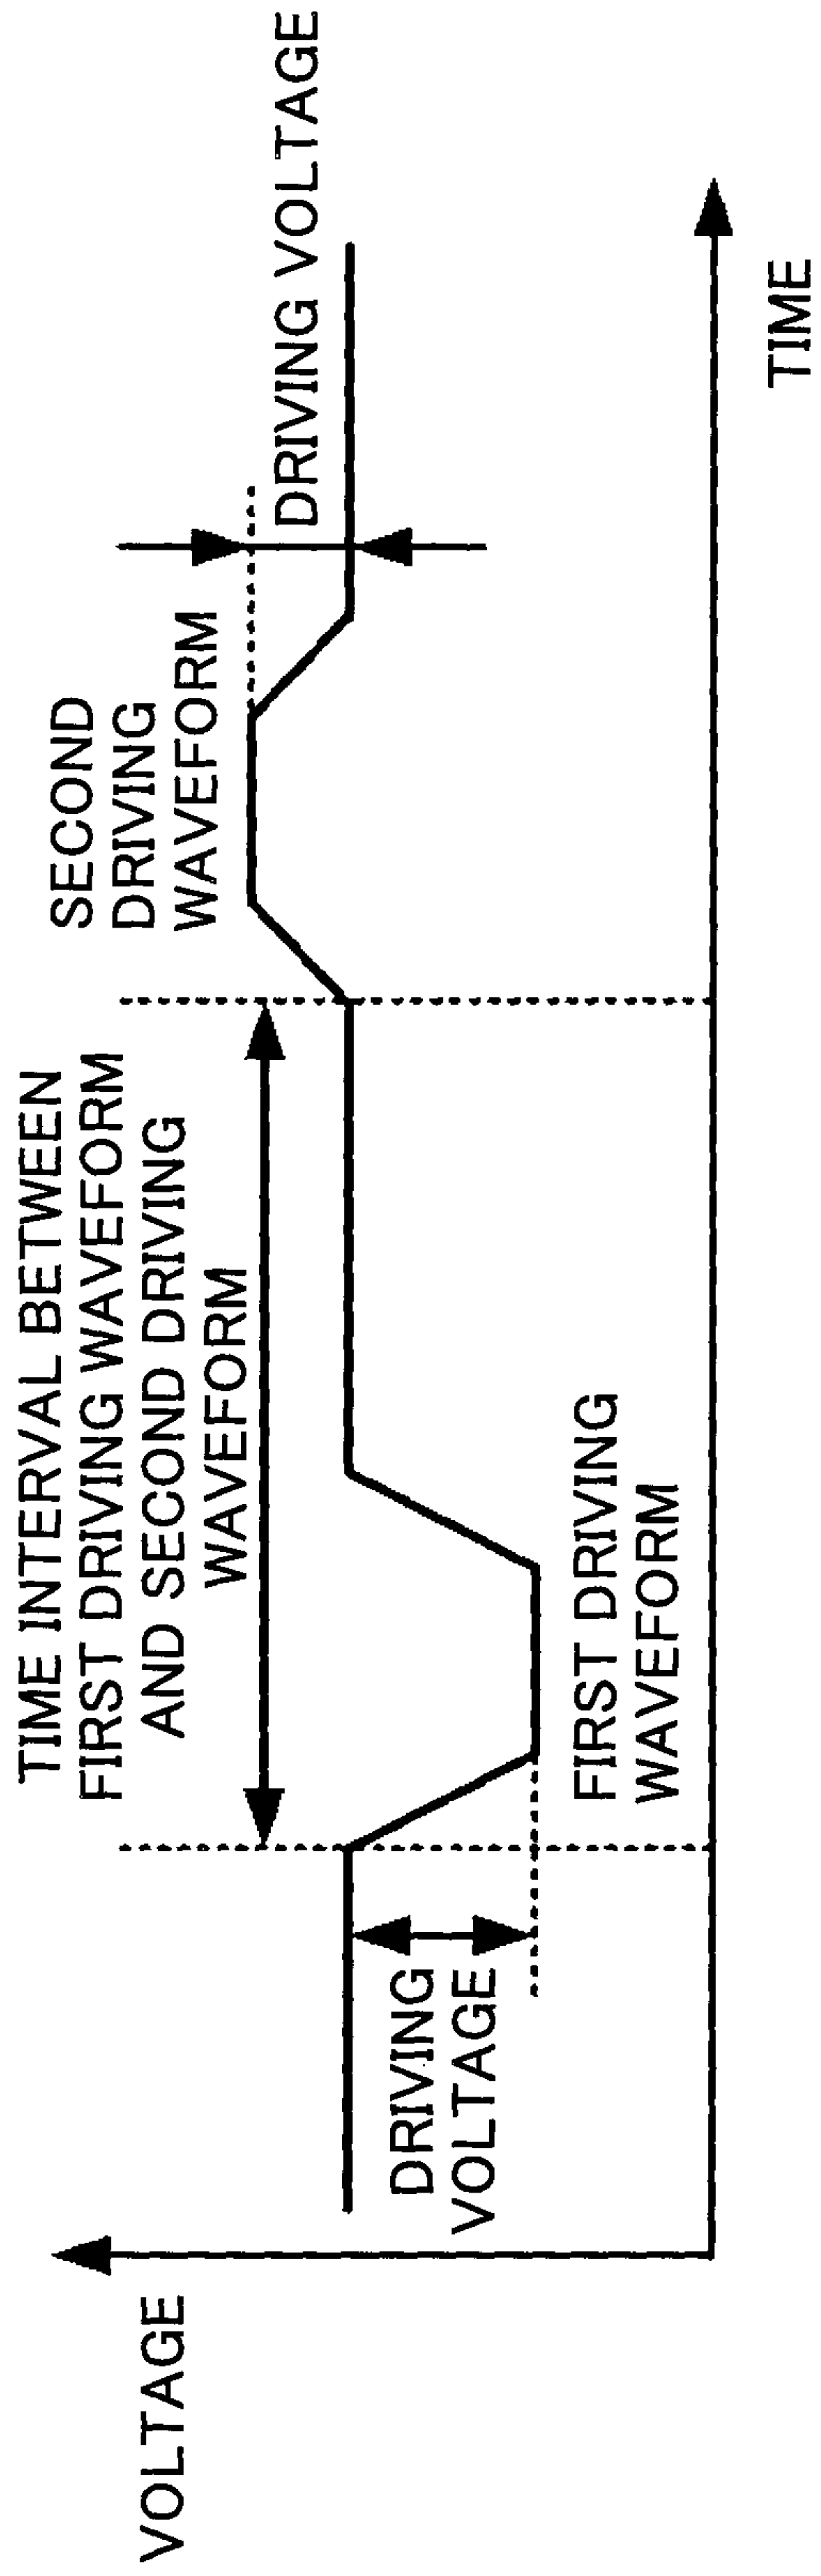 VOLTAGE
TIME INTERVAL BETWEEN
FIRST DRIVING WAVEFORM
AND SECOND DRIVING
WAVEFORM
SECOND
DRIVING
WAVEFORM
DRIVING VOLTAGE
DRIVING
VOLTAGE
FIRST DRIVING
WAVEFORM
TIME